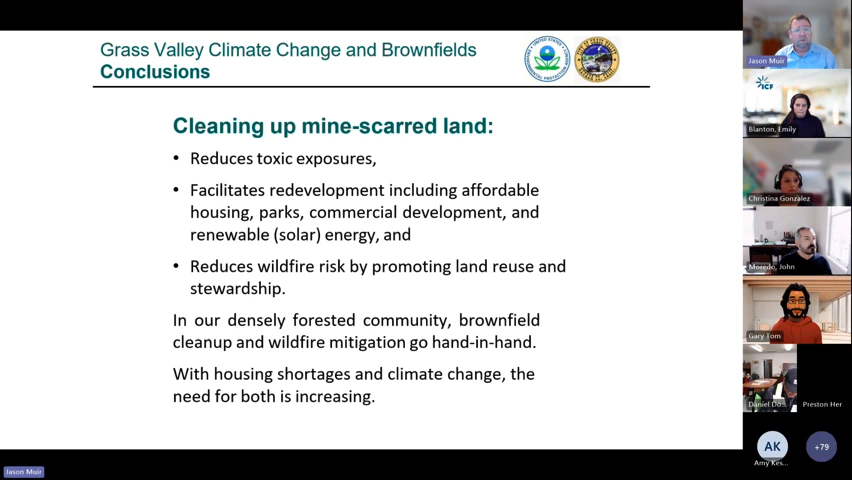 Grass Valley Climate Change and Brownfields
Conclusions
Cleaning up mine-scarred land:
• Reduces toxic exposures,
• Facilitates redevelopment including affordable
housing, parks, commercial development, and
renewable (solar) energy, and
• Reduces wildfire risk by promoting land reuse and
stewardship.
In our densely forested community, brownfield
cleanup and wildfire mitigation go hand-in-hand.
With housing shortages and climate change, the
need for both is increasing.
Jason Muir
ICF
Blanton, Emily
Christina Gonzalez
John
Gary Tom
Daniel Do...
Preston Her
AK
Amy Kes...
+79
Jason Muir